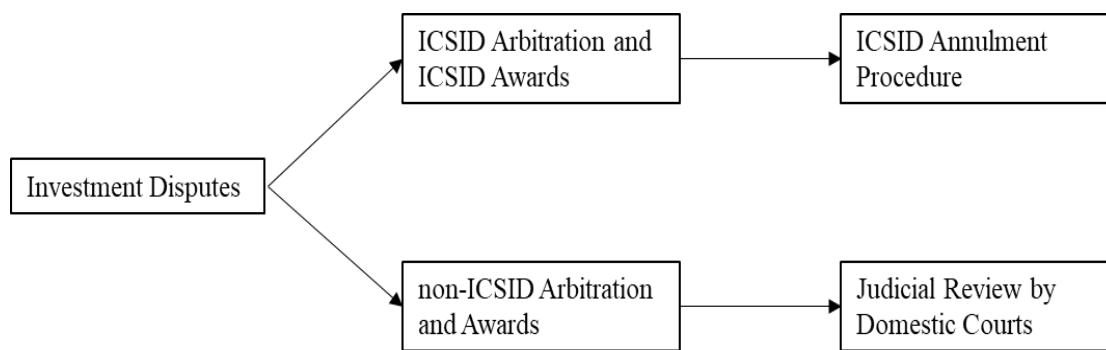 ICSID Arbitration and
ICSID Awards
ICSID Annulment
Procedure
Investment Disputes
non-ICSID Arbitration
and Awards
Judicial Review by
Domestic Courts